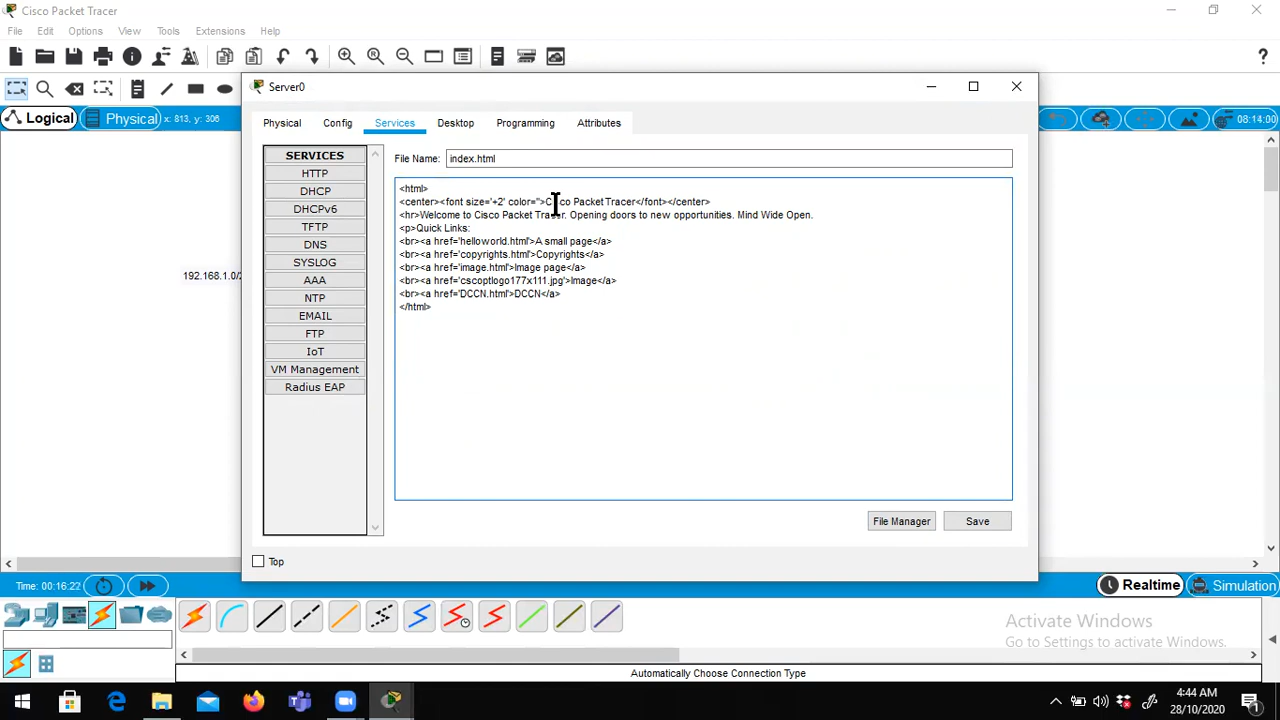 Cisco Packet Tracer
File Edit Options View Tools Extensions Help
Server0
Logical Physical x: 813, y: 306
08:14:00
Physical Config Services Desktop Programming Attributes
SERVICES
HTTP
DHCP
DHCPv6
TFTP
DNS
SYSLOG
AAA
NTP
EMAIL
FTP
IoT
VM Management
Radius EAP
File Name: index.html
<html>
<center><font size='+2' color=''>Cisco Packet Tracer</font></center>
<hr>Welcome to Cisco Packet Tracer. Opening doors to new opportunities. Mind Wide Open.
<p>Quick Links:
<br><a href='helloworld.html'>A small page</a>
<br><a href='copyrights.html'>Copyrights</a>
<br><a href='image.html'>Image page</a>
<br><a href='cscoptlogo177x111.jpg'>Image</a>
<br><a href='DCCN.html'>DCCN</a>
</html>
192.168.1.0/2
File Manager Save
Top
Time: 00:16:22
Realtime Simulation
Activate Windows
Go to Settings to activate Windows.
Automatically Choose Connection Type
4:44 AM
28/10/2020